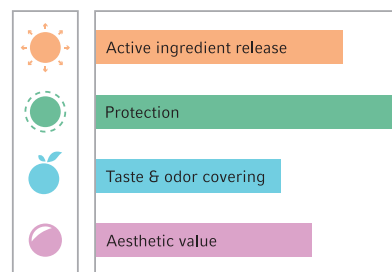 Active ingredient release
Protection
Taste & odor covering
Aesthetic value